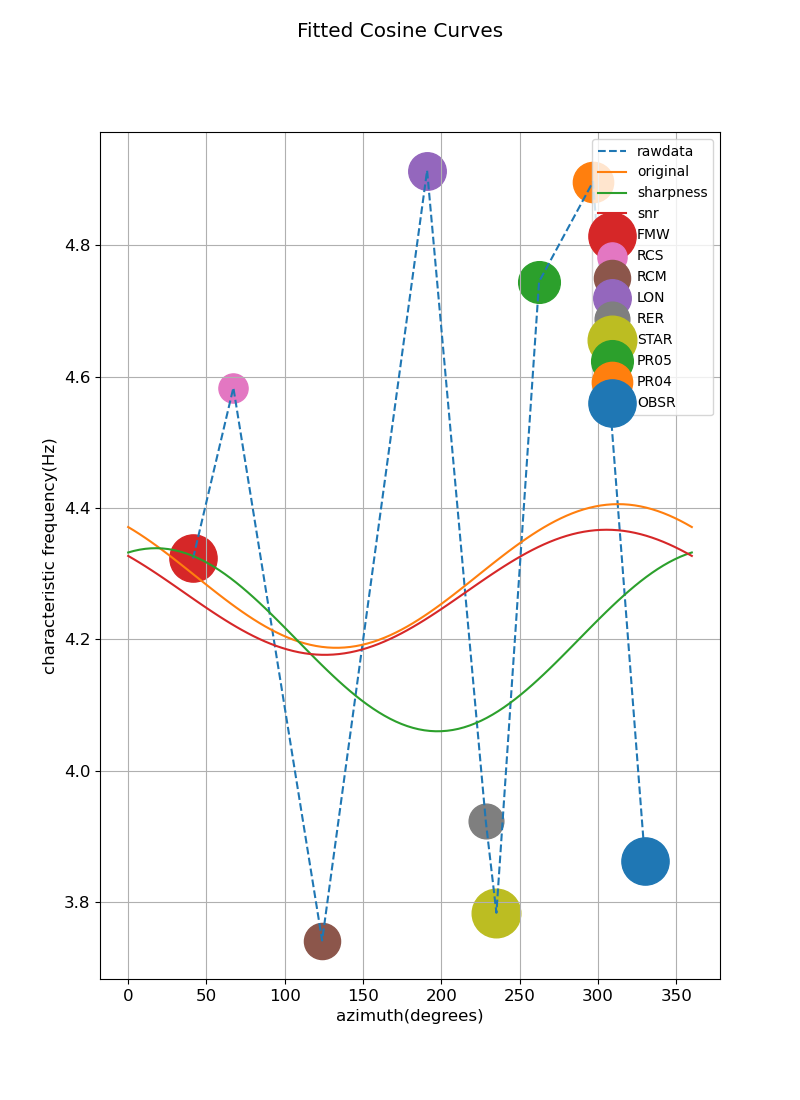 Fitted Cosine Curves
rawdata
original
sharpness
snr
FMW
RCS
RCM
LON
RER
STAR
PR05
PR04
OBSR
4.8
4.6
4.4
4.2
4.0
3.8
characteristic frequency(Hz)
0 50 100 150 200 250 300 350
azimuth(degrees)